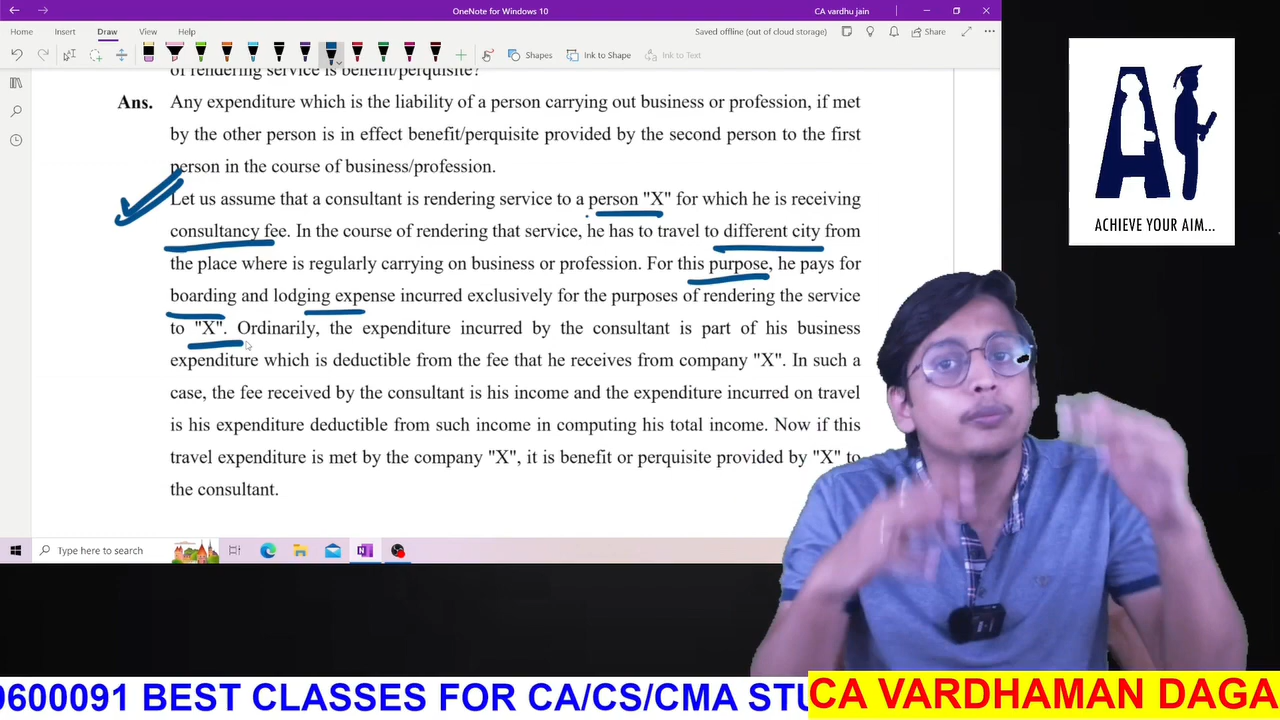 OneNote for Windows 10
CA vardhu jain
Home Insert Draw View Help
Saved offline (out of cloud storage)
Share
Shapes
Ink to Shape
Ink to Text
of rendering service is benefit/perquisite?
Ans. Any expenditure which is the liability of a person carrying out business or profession, if met
by the other person is in effect benefit/perquisite provided by the second person to the first
person in the course of business/profession.
Let us assume that a consultant is rendering service to a person "X" for which he is receiving
consultancy fee. In the course of rendering that service, he has to travel to different city from
the place where is regularly carrying on business or profession. For this purpose, he pays for
boarding and lodging expense incurred exclusively for the purposes of rendering the service
to "X". Ordinarily, the expenditure incurred by the consultant is part of his business
expenditure which is deductible from the fee that he receives from company "X". In such a
case, the fee received by the consultant is his income and the expenditure incurred on travel
is his expenditure deductible from such income in computing his total income. Now if this
travel expenditure is met by the company "X", it is benefit or perquisite provided by "X" to
the consultant.
Type here to search
A
ACHIEVE YOUR AIM...
0600091 BEST CLASSES FOR CA/CS/CMA STU
CA VARDHAMAN DAGA